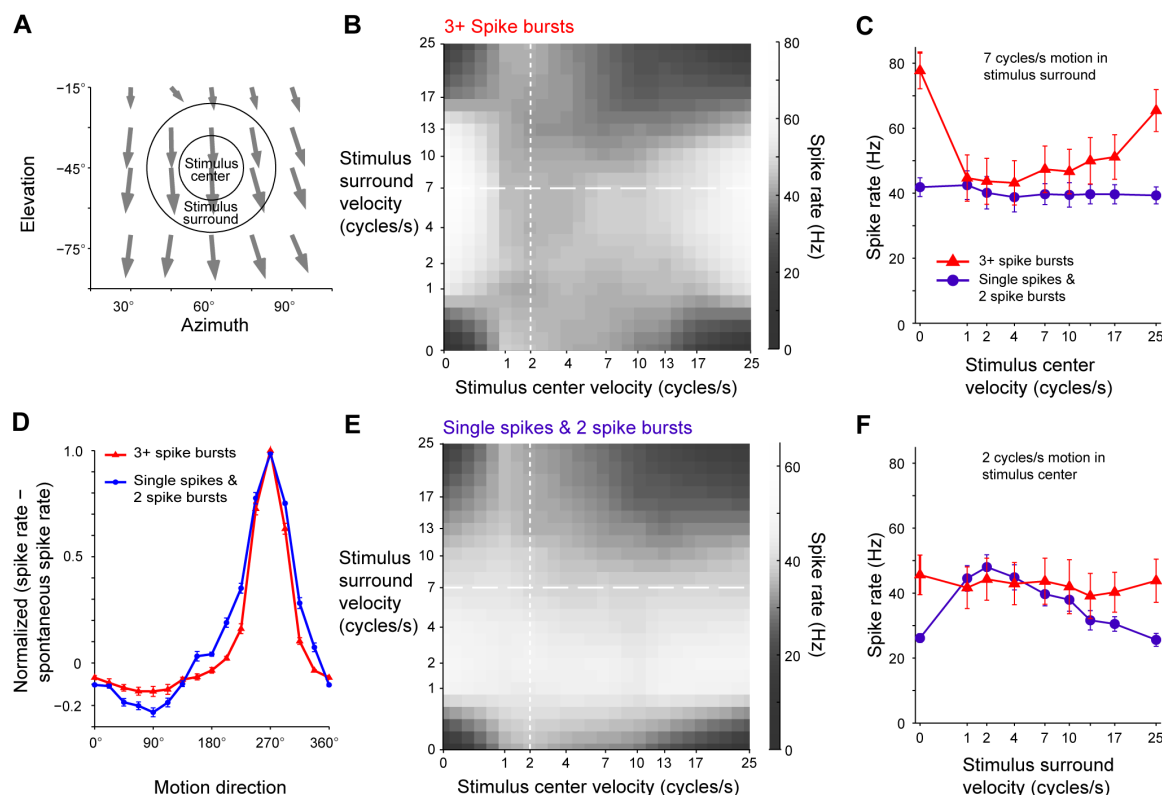 A
−15°
−45°
−75°
Elevation
Stimulus
center
Stimulus
surround
30°
60°
90°
Azimuth
B
3+ Spike bursts
25
17
13
10
7
4
2
1
0
Stimulus
surround
velocity
(cycles/s)
0
1
2
4
7
10
13
17
25
Stimulus center velocity (cycles/s)
80
60
40
20
0
Spike rate (Hz)
C
7 cycles/s motion in
stimulus surround
80
60
40
20
0
Spike rate (Hz)
3+ spike bursts
Single spikes &
2 spike bursts
0
1
2
4
7
10
17
25
Stimulus center
velocity (cycles/s)
D
3+ spike bursts
Single spikes &
2 spike bursts
1.0
0.5
0
−0.2
Normalized (spike rate −
spontaneous spike rate)
0°
90°
180°
270°
360°
Motion direction
E
Single spikes & 2 spike bursts
25
17
13
10
7
4
2
1
0
Stimulus
surround
velocity
(cycles/s)
0
1
2
4
7
10
13
17
25
Stimulus center velocity (cycles/s)
60
40
20
0
Spike rate (Hz)
F
2 cycles/s motion in
stimulus center
80
60
40
20
0
Spike rate (Hz)
0
1
2
4
7
10
17
25
Stimulus surround
velocity (cycles/s)